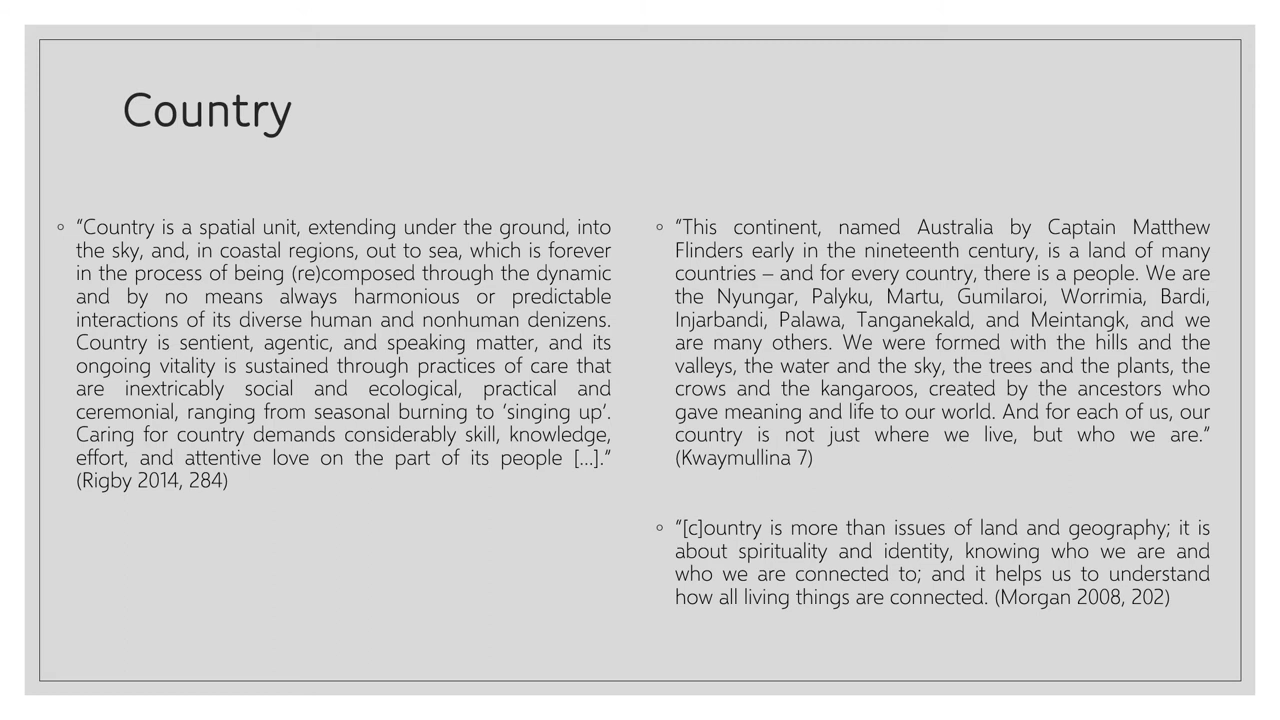 Country
◦ “Country is a spatial unit, extending under the ground, into
the sky, and, in coastal regions, out to sea, which is forever
in the process of being (re)composed through the dynamic
and by no means always harmonious or predictable
interactions of its diverse human and nonhuman denizens.
Country is sentient, agentic, and speaking matter, and its
ongoing vitality is sustained through practices of care that
are inextricably social and ecological, practical and
ceremonial, ranging from seasonal burning to ‘singing up’.
Caring for country demands considerably skill, knowledge,
effort, and attentive love on the part of its people […].”
(Rigby 2014, 284)
◦ “This continent, named Australia by Captain Matthew
Flinders early in the nineteenth century, is a land of many
countries – and for every country, there is a people. We are
the Nyungar, Palyku, Martu, Gumilaroi, Worrimia, Bardi,
Injarbandi, Palawa, Tanganekald, and Meintangk, and we
are many others. We were formed with the hills and the
valleys, the water and the sky, the trees and the plants, the
crows and the kangaroos, created by the ancestors who
gave meaning and life to our world. And for each of us, our
country is not just where we live, but who we are.”
(Kwaymullina 7)
◦ “[c]ountry is more than issues of land and geography; it is
about spirituality and identity, knowing who we are and
who we are connected to; and it helps us to understand
how all living things are connected. (Morgan 2008, 202)